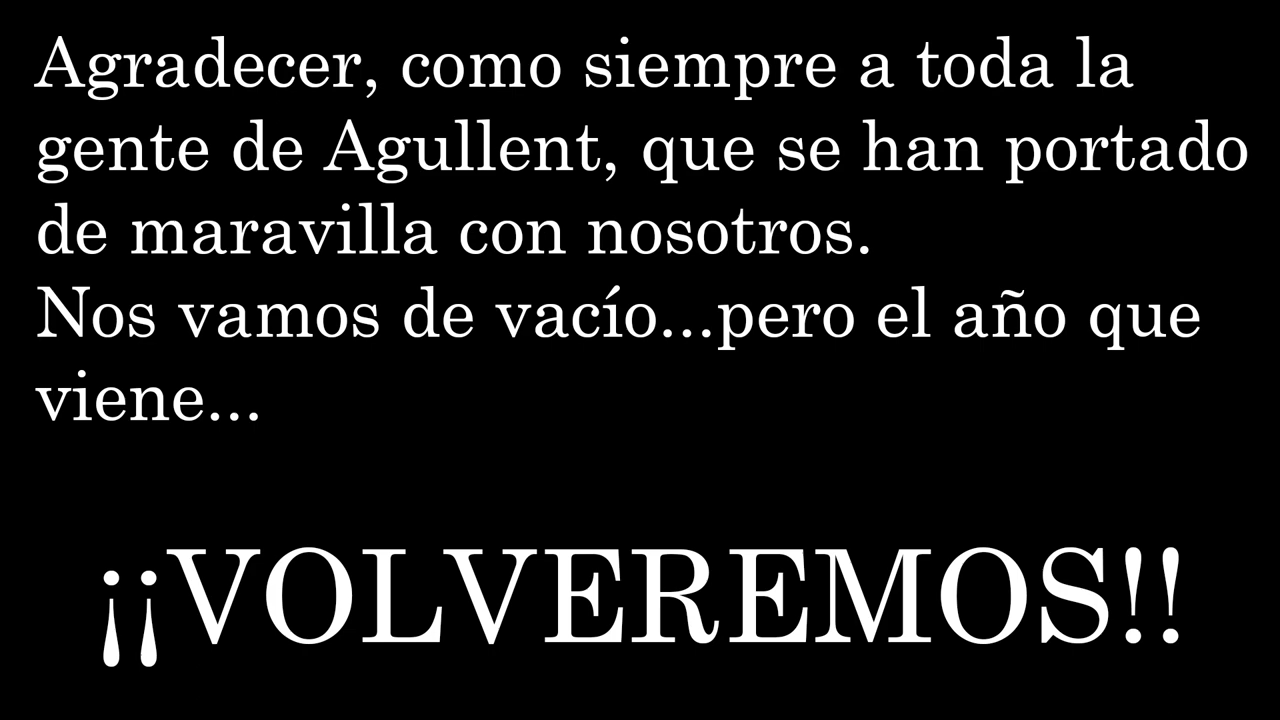 Agradecer, como siempre a toda la
gente de Agullent, que se han portado
de maravilla con nosotros.
Nos vamos de vacío...pero el año que
viene...
¡¡VOLVEREMOS!!